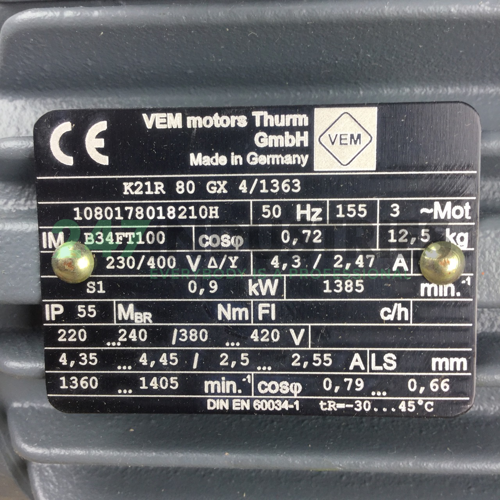 CE VEM motors Thurm
GmbH
Made in Germany
VEM
K21R 80 GX 4/1363
1080178018210H 50 Hz 155 3 ~Mot
IM B34FT100 cosφ 0,72 12,5 kg
230/400 V Δ/Y 4,3 / 2,47 A
S1 0,9 kW 1385 min.⁻¹
IP 55 MBR Nm FI c/h
220 ...240 /380 ... 420 V
4,35 ... 4,45 / 2,5 ... 2,55 A LS mm
1360 ... 1405 min.⁻¹ cosφ 0,79 ... 0,66
DIN EN 60034-1 tR=-30...45°C